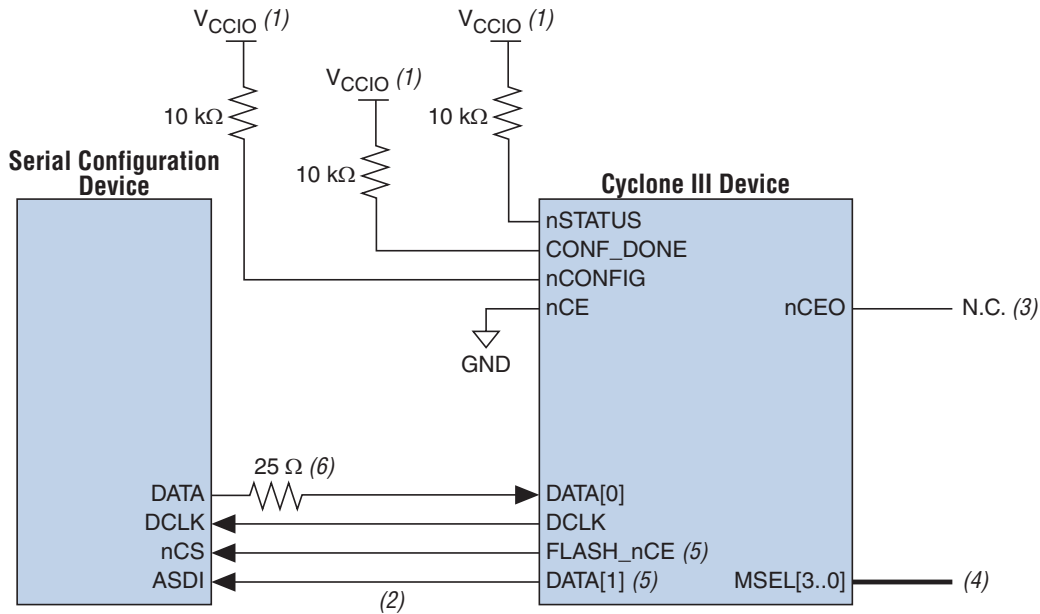 V_CCIO (1)
V_CCIO (1)
V_CCIO (1)
10 kΩ
10 kΩ
10 kΩ
Serial Configuration
Device
Cyclone III Device
nSTATUS
CONF_DONE
nCONFIG
nCE
nCEO
N.C. (3)
GND
25 Ω (6)
DATA
DATA[0]
DCLK
DCLK
nCS
FLASH_nCE (5)
ASDI
DATA[1] (5)
MSEL[3..0]
(4)
(2)